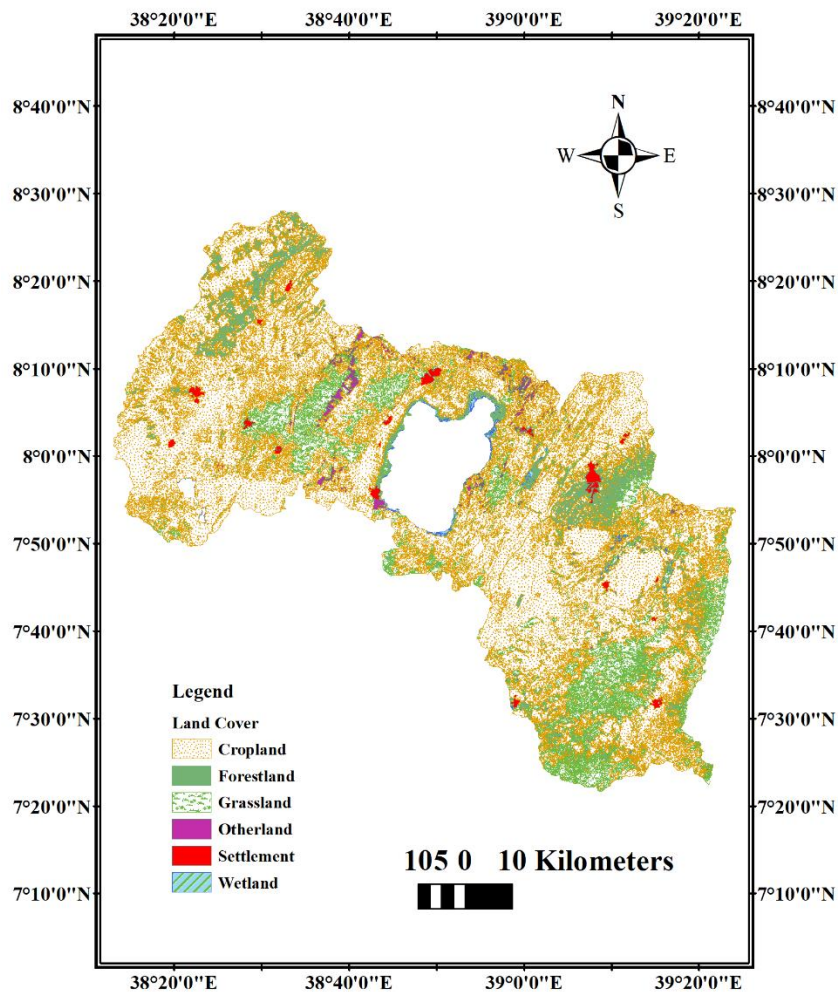 38°20'0"E 38°40'0"E 39°0'0"E 39°20'0"E
8°40'0"N 8°40'0"N
N
W E
S
8°30'0"N 8°30'0"N
8°20'0"N 8°20'0"N
8°10'0"N 8°10'0"N
8°0'0"N 8°0'0"N
7°50'0"N 7°50'0"N
7°40'0"N 7°40'0"N
7°30'0"N 7°30'0"N
7°20'0"N 7°20'0"N
7°10'0"N 7°10'0"N
Legend
Land Cover
Cropland
Forestland
Grassland
Otherland
Settlement
Wetland
105 0 10 Kilometers
38°20'0"E 38°40'0"E 39°0'0"E 39°20'0"E